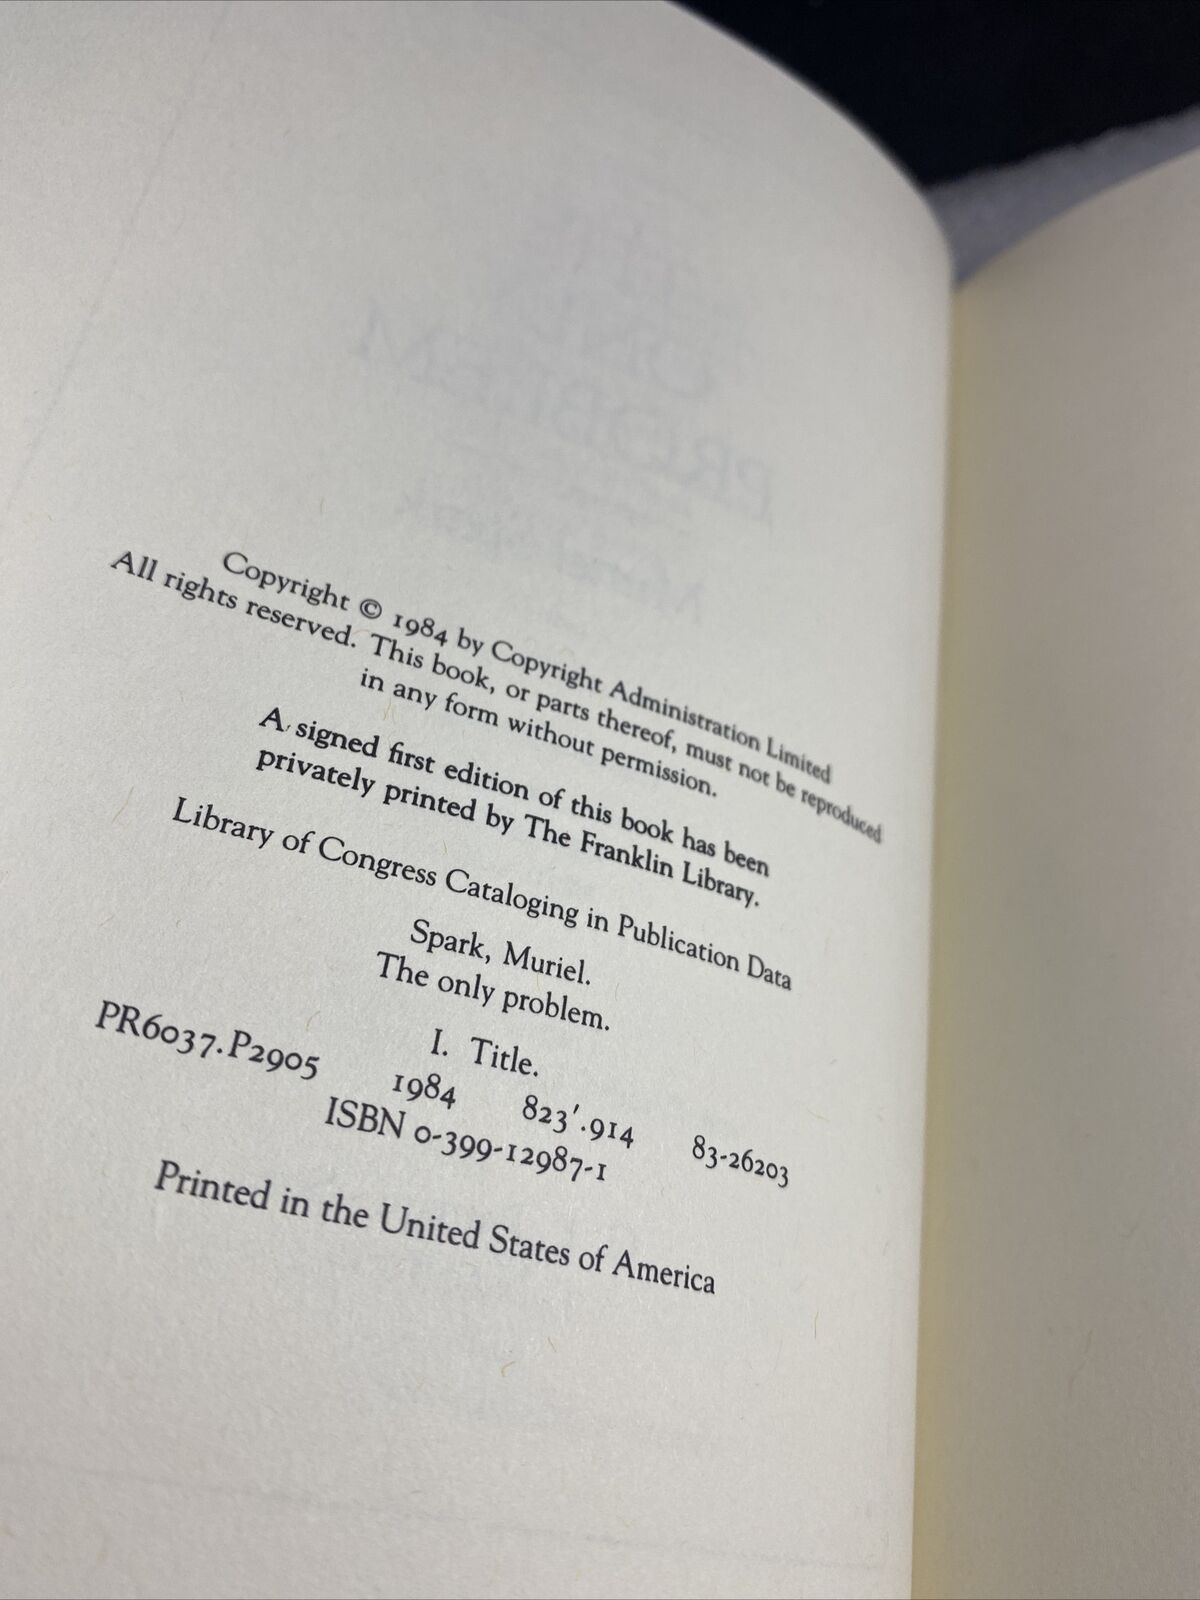 Copyright © 1984 by Copyright Administration Limited
All rights reserved. This book, or parts thereof, must not be reproduced
in any form without permission.
A signed first edition of this book has been
privately printed by The Franklin Library.
Library of Congress Cataloging in Publication Data
Spark, Muriel.
The only problem.
I. Title.
PR6037.P2905 1984 823′.914 83-26203
ISBN 0-399-12987-1
Printed in the United States of America